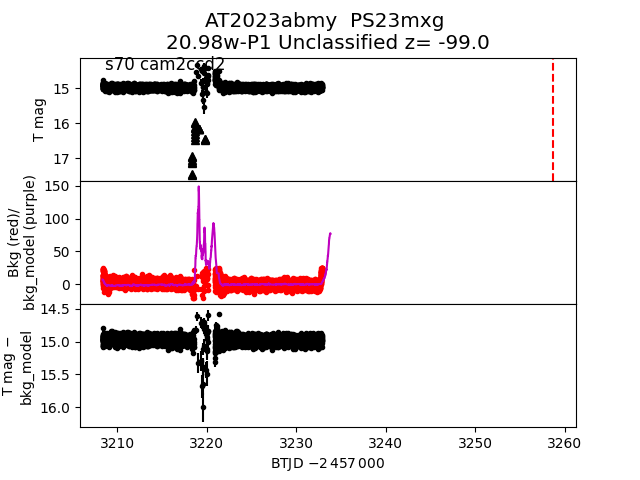 AT2023abmy  PS23mxg
20.98w-P1 Unclassified z= -99.0
s70 cam2ccd2
T mag
15
16
17
Bkg (red)/
bkg_model (purple)
150
100
50
0
T mag −
bkg_model
14.5
15.0
15.5
16.0
3210
3220
3230
3240
3250
3260
BTJD −2 457 000